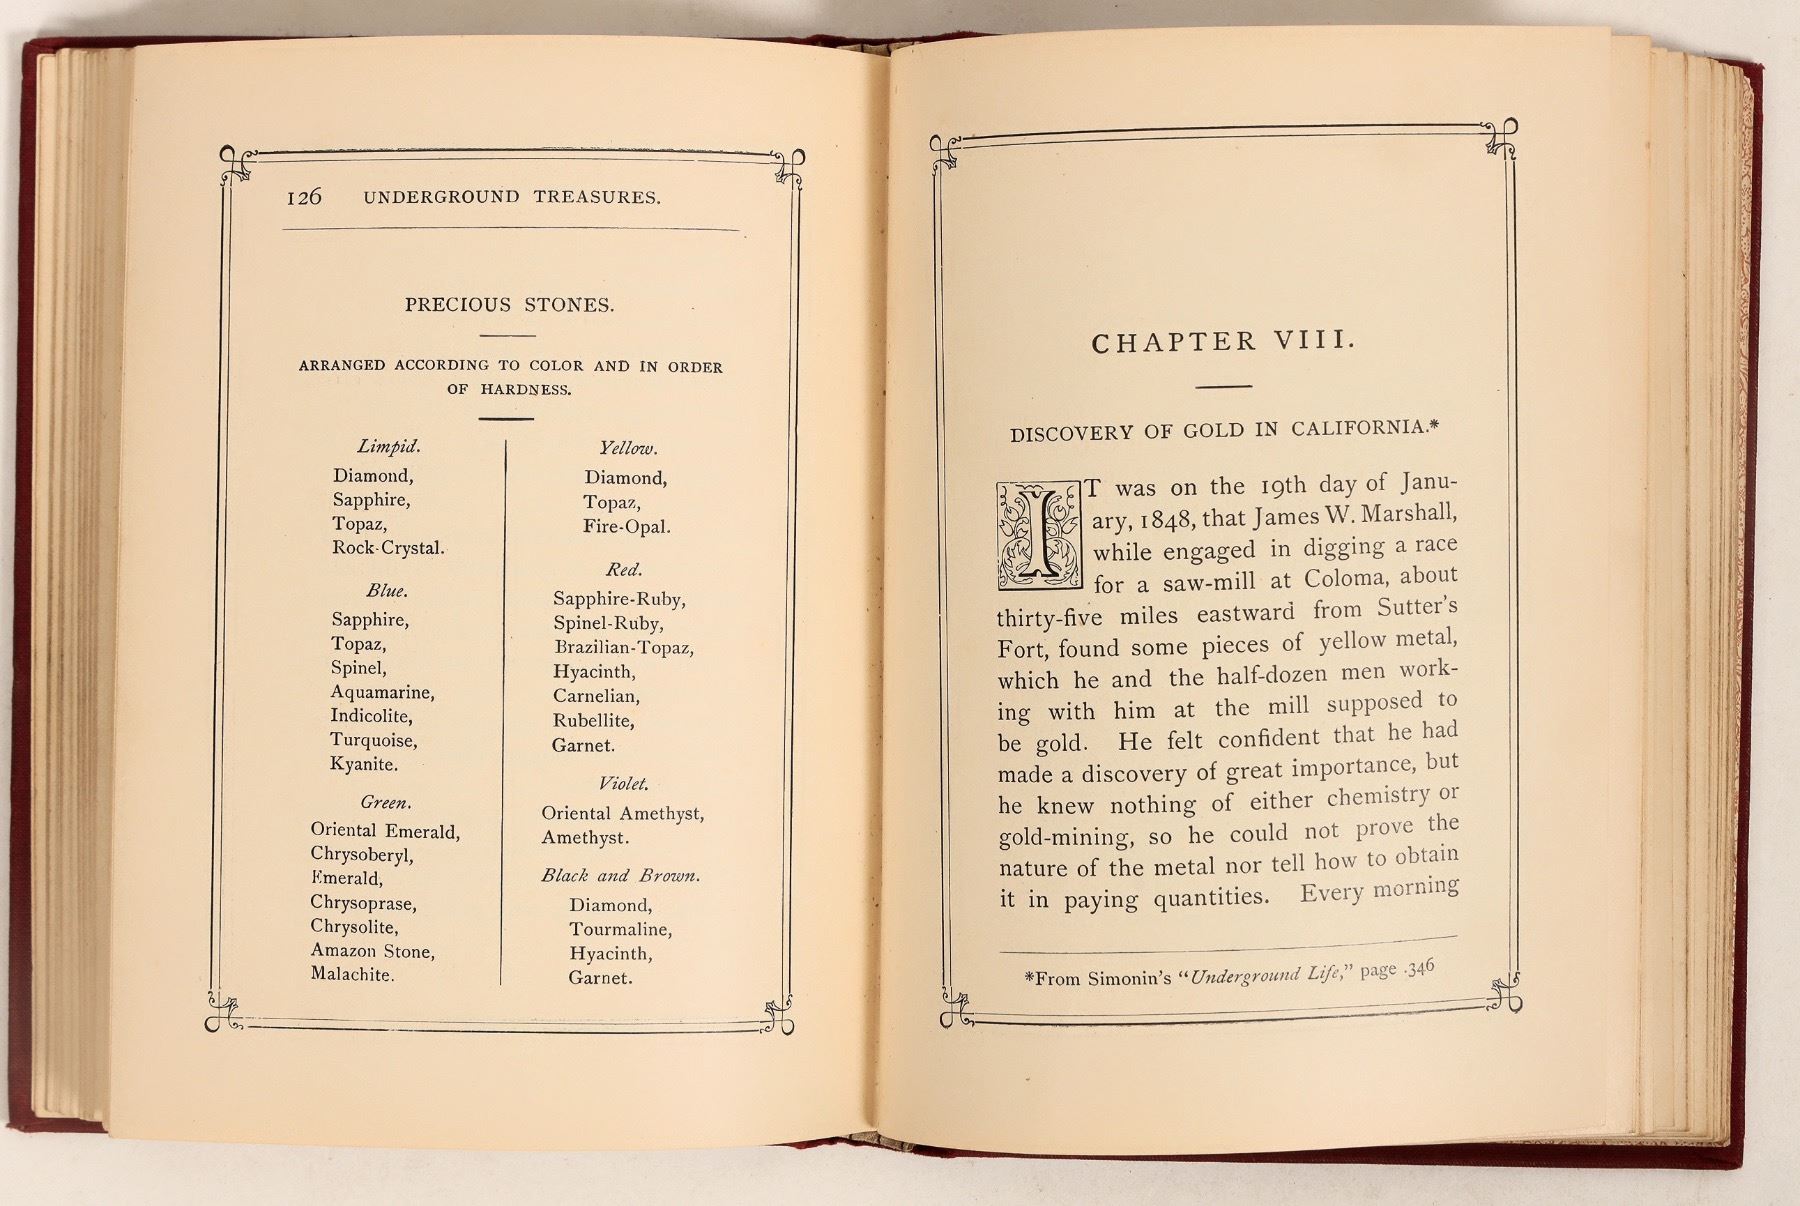 126 UNDERGROUND TREASURES.
PRECIOUS STONES.
ARRANGED ACCORDING TO COLOR AND IN ORDER
OF HARDNESS.
Limpid.
Diamond,
Sapphire,
Topaz,
Rock-Crystal.
Blue.
Sapphire,
Topaz,
Spinel,
Aquamarine,
Indicolite,
Turquoise,
Kyanite.
Green.
Oriental Emerald,
Chrysoberyl,
Emerald,
Chrysoprase,
Chrysolite,
Amazon Stone,
Malachite.
Yellow.
Diamond,
Topaz,
Fire-Opal.
Red.
Sapphire-Ruby,
Spinel-Ruby,
Brazilian-Topaz,
Hyacinth,
Carnelian,
Rubellite,
Garnet.
Violet.
Oriental Amethyst,
Amethyst.
Black and Brown.
Diamond,
Tourmaline,
Hyacinth,
Garnet.
CHAPTER VIII.
DISCOVERY OF GOLD IN CALIFORNIA.*
IT was on the 19th day of Janu-
ary, 1848, that James W. Marshall,
while engaged in digging a race
for a saw-mill at Coloma, about
thirty-five miles eastward from Sutter's
Fort, found some pieces of yellow metal,
which he and the half-dozen men work-
ing with him at the mill supposed to
be gold. He felt confident that he had
made a discovery of great importance, but
he knew nothing of either chemistry or
gold-mining, so he could not prove the
nature of the metal nor tell how to obtain
it in paying quantities. Every morning
*From Simonin's "Underground Life," page 346